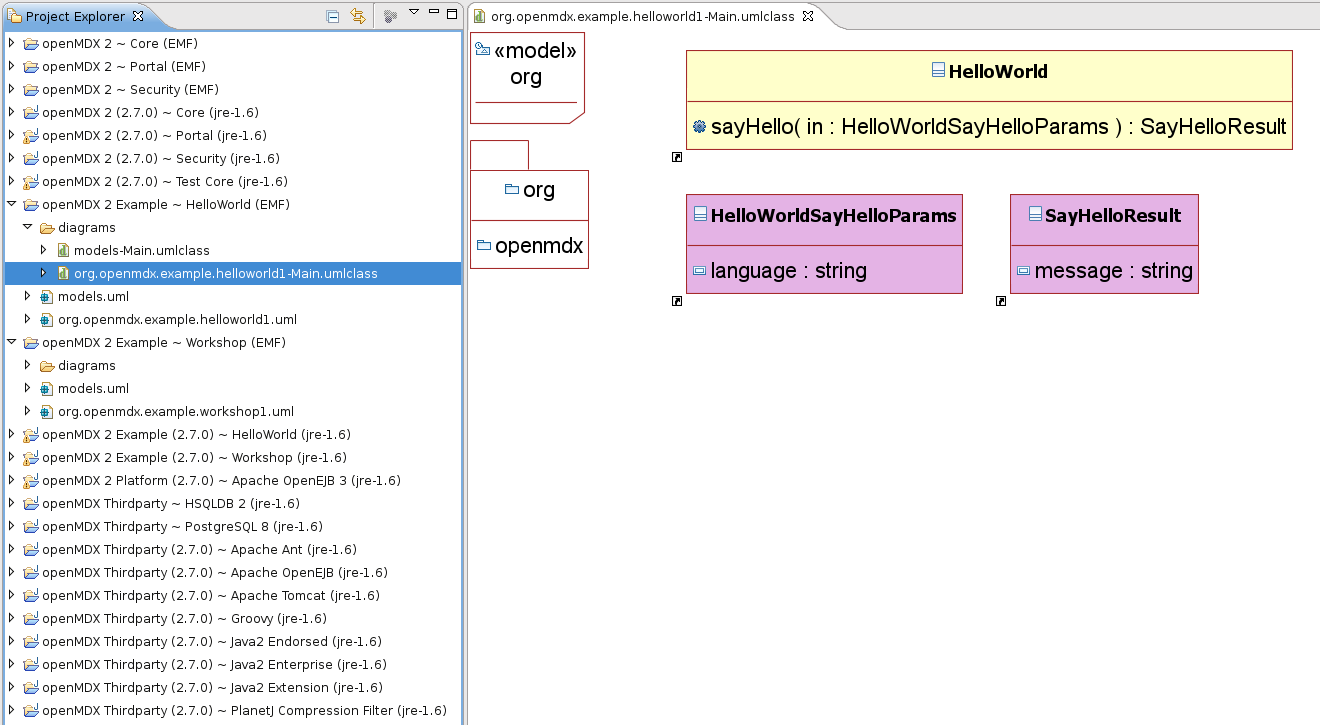 Project Explorer
openMDX 2 ~ Core (EMF)
openMDX 2 ~ Portal (EMF)
openMDX 2 ~ Security (EMF)
openMDX 2 (2.7.0) ~ Core (jre-1.6)
openMDX 2 (2.7.0) ~ Portal (jre-1.6)
openMDX 2 (2.7.0) ~ Security (jre-1.6)
openMDX 2 (2.7.0) ~ Test Core (jre-1.6)
openMDX 2 Example ~ HelloWorld (EMF)
diagrams
models-Main.umlclass
org.openmdx.example.helloworld1-Main.umlclass
models.uml
org.openmdx.example.helloworld1.uml
openMDX 2 Example ~ Workshop (EMF)
diagrams
models.uml
org.openmdx.example.workshop1.uml
openMDX 2 Example (2.7.0) ~ HelloWorld (jre-1.6)
openMDX 2 Example (2.7.0) ~ Workshop (jre-1.6)
openMDX 2 Platform (2.7.0) ~ Apache OpenEJB 3 (jre-1.6)
openMDX Thirdparty ~ HSQLDB 2 (jre-1.6)
openMDX Thirdparty ~ PostgreSQL 8 (jre-1.6)
openMDX Thirdparty (2.7.0) ~ Apache Ant (jre-1.6)
openMDX Thirdparty (2.7.0) ~ Apache OpenEJB (jre-1.6)
openMDX Thirdparty (2.7.0) ~ Apache Tomcat (jre-1.6)
openMDX Thirdparty (2.7.0) ~ Groovy (jre-1.6)
openMDX Thirdparty (2.7.0) ~ Java2 Endorsed (jre-1.6)
openMDX Thirdparty (2.7.0) ~ Java2 Enterprise (jre-1.6)
openMDX Thirdparty (2.7.0) ~ Java2 Extension (jre-1.6)
openMDX Thirdparty (2.7.0) ~ PlanetJ Compression Filter (jre-1.6)
org.openmdx.example.helloworld1-Main.umlclass
«model»
org
org
openmdx
HelloWorld
sayHello( in : HelloWorldSayHelloParams ) : SayHelloResult
HelloWorldSayHelloParams
language : string
SayHelloResult
message : string